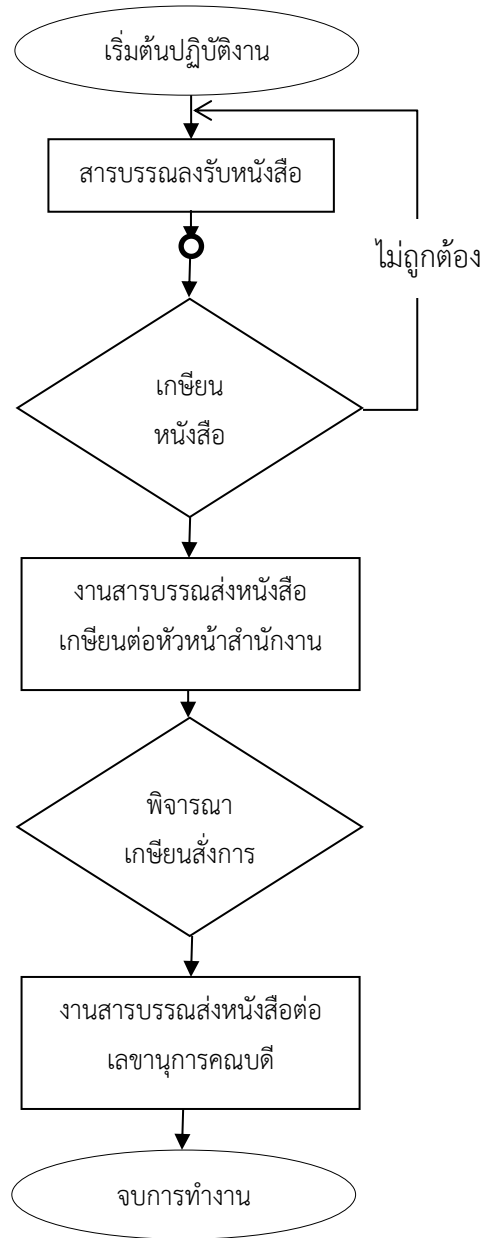 เริ่มต้นปฏิบัติงาน
สารบรรณลงรับหนังสือ
ไม่ถูกต้อง
เกษียน
หนังสือ
งานสารบรรณส่งหนังสือ
เกษียนต่อหัวหน้าสำนักงาน
พิจารณา
เกษียนสั่งการ
งานสารบรรณส่งหนังสือต่อ
เลขานุการคณบดี
จบการทำงาน